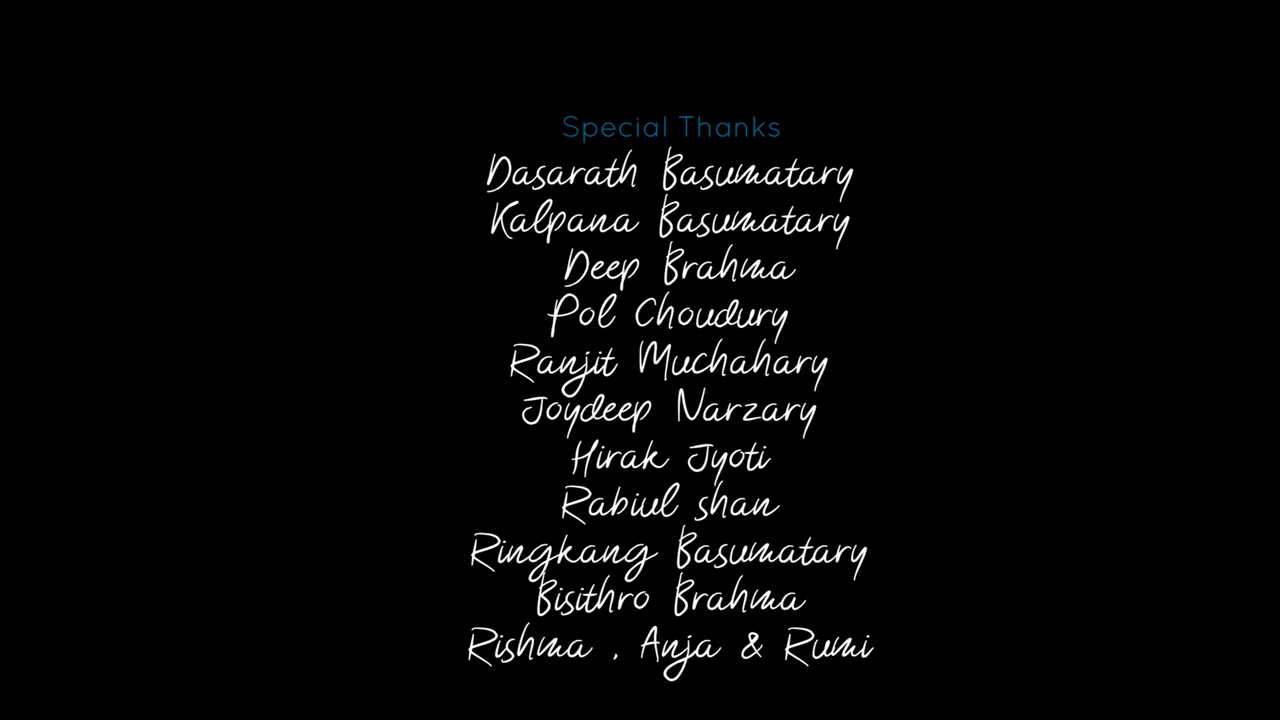 Special Thanks
Dasarath Basumatary
Kalpana Basumatary
Deep Brahma
Pol Choudury
Ranjit Muchahary
Joydeep Narzary
Hirak Jyoti
Rabiul shan
Ringkang Basumatary
Bisithro Brahma
Rishma , Anja & Rumi